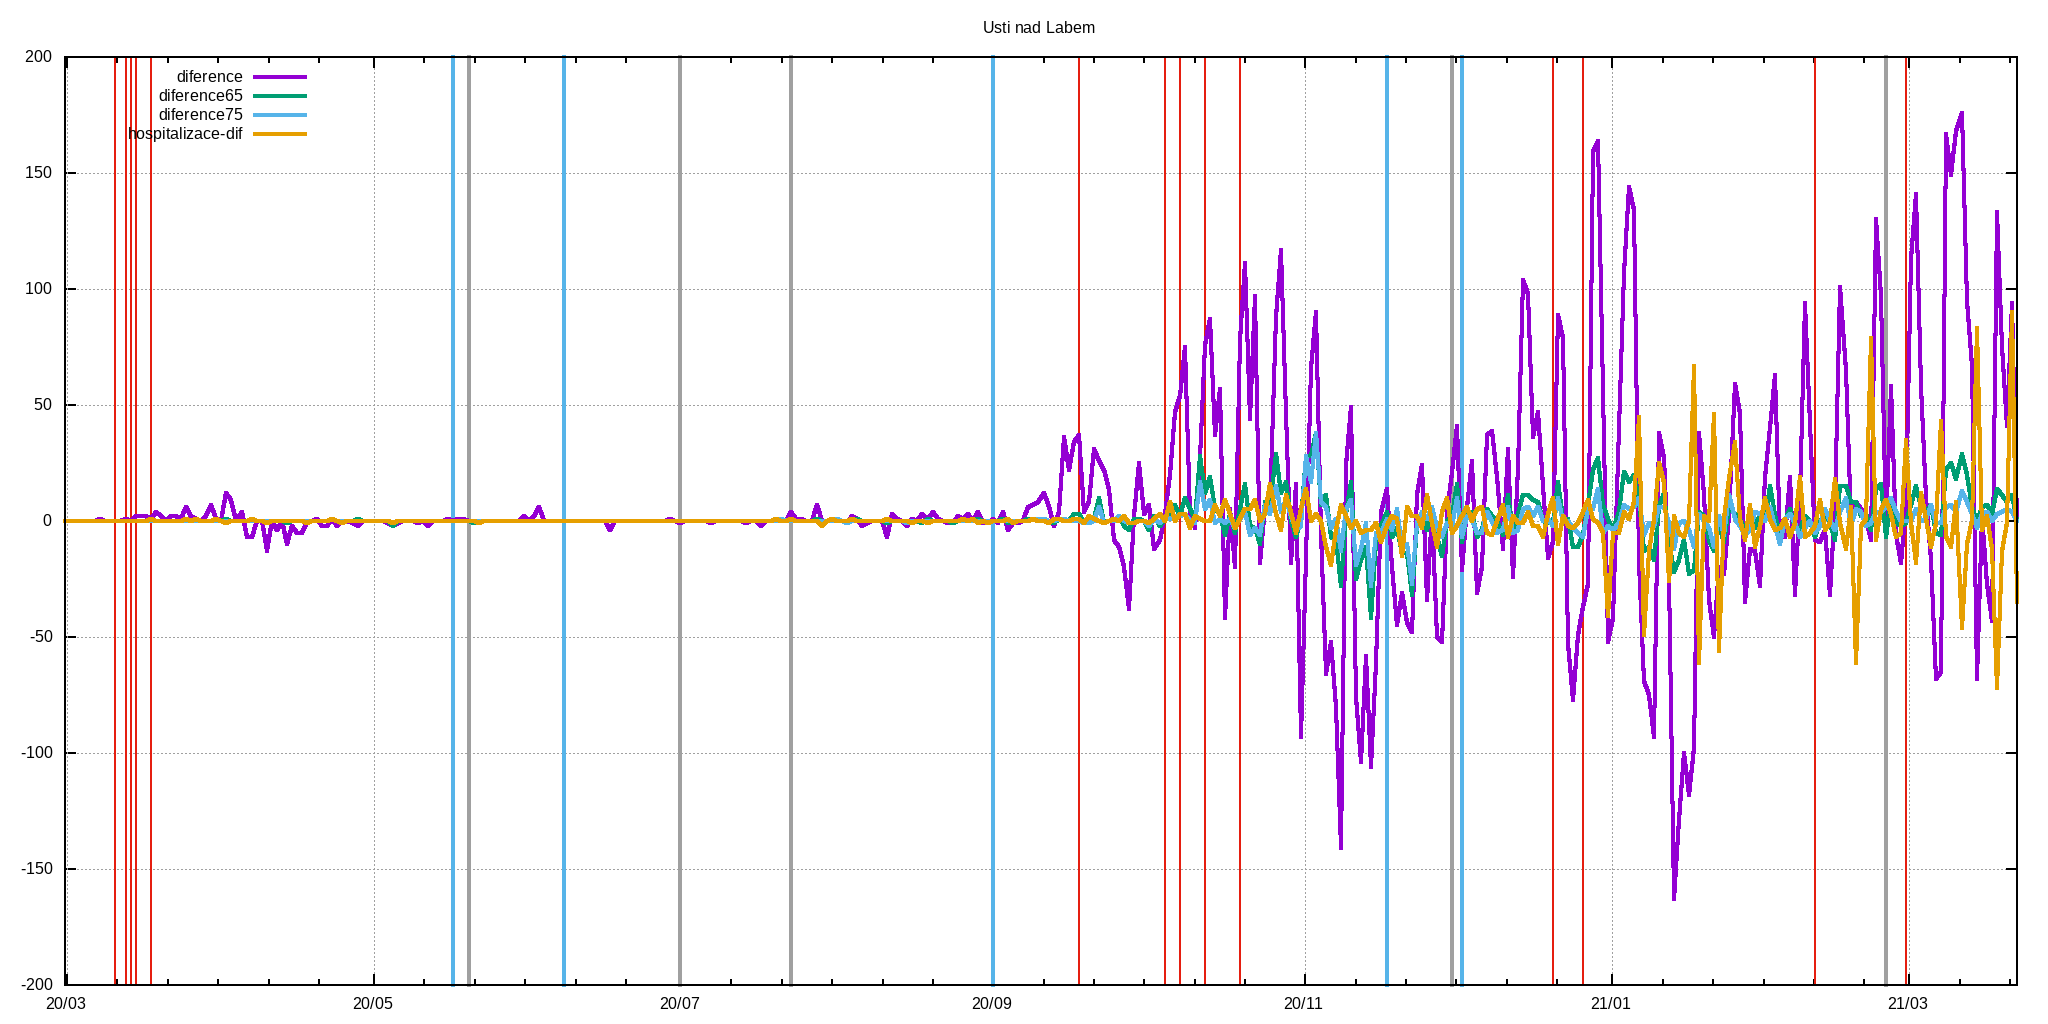 Usti nad Labem
200
150
100
50
0
-50
-100
-150
-200
diference
diference65
diference75
hospitalizace-dif
20/03 20/05 20/07 20/09 20/11 21/01 21/03